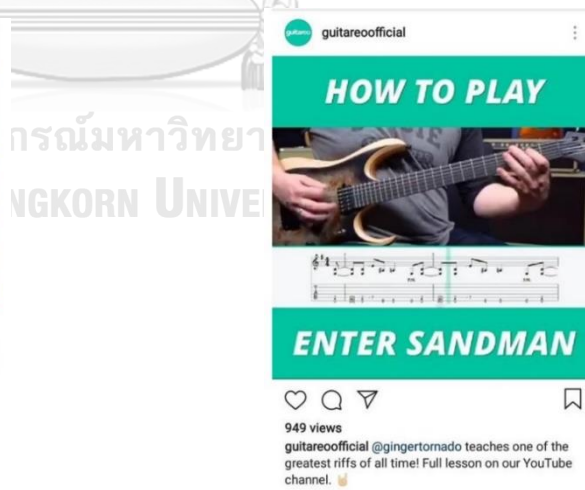 guitareo guitareoofficial
HOW TO PLAY
กรณ์มหาวิทยา
NGKORN UNIVE
ENTER SANDMAN
949 views
guitareoofficial @gingertornado teaches one of the
greatest riffs of all time! Full lesson on our YouTube
channel. 🤘🏼